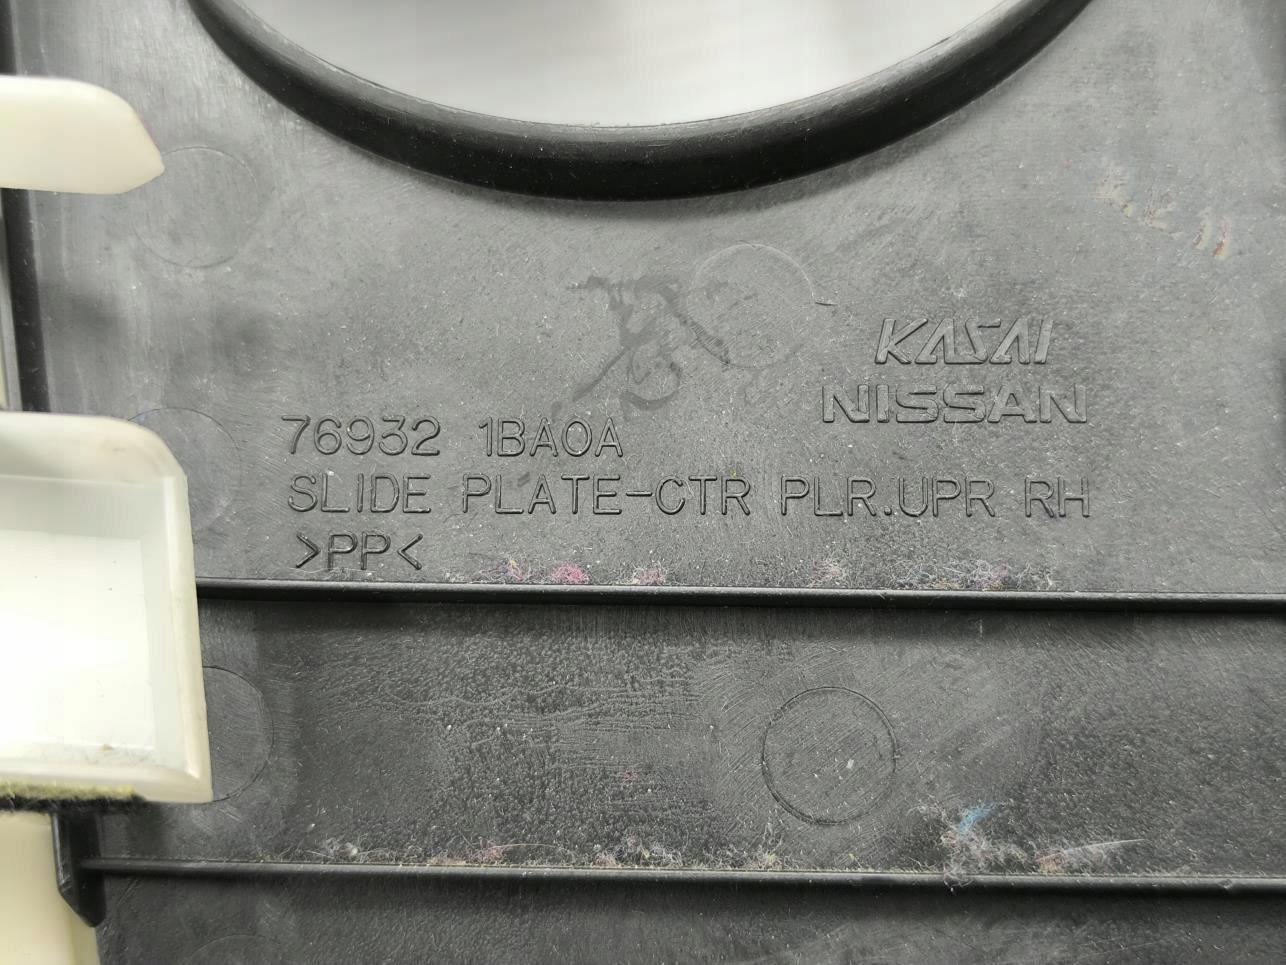 KASAI
NISSAN
76932 1BA0A
SLIDE PLATE-CTR PLR.UPR RH
>PP<